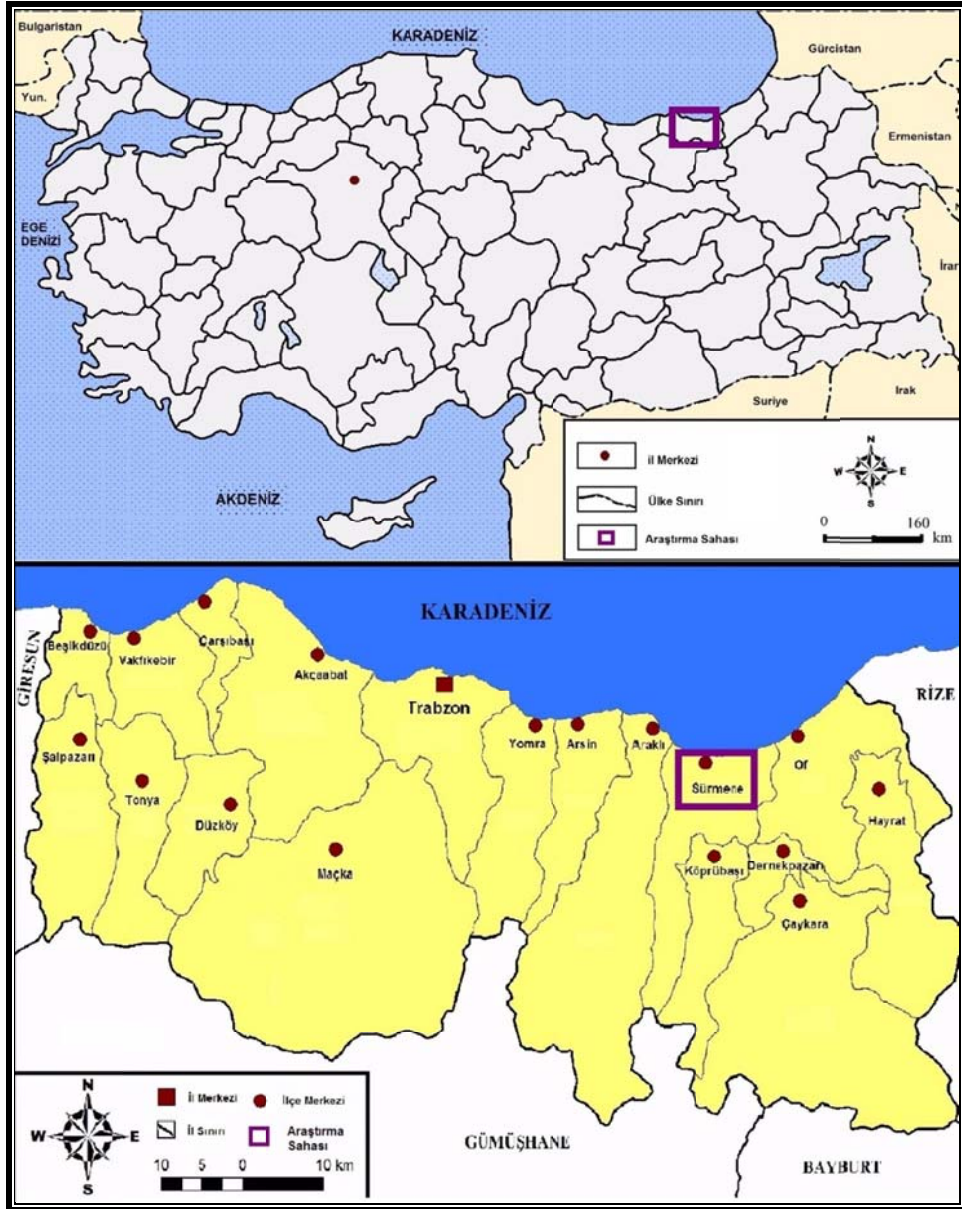 Bulgaristan
KARADENİZ
Gürcistan
Yun.
Ermenistan
EGE
DENİZİ
İran
Suriye
Irak
AKDENİZ
İl Merkezi
Ülke Sınırı
Araştırma Sahası
N
W
E
S
0
160
km
KARADENİZ
GİRESUN
RİZE
Beşikdüzü
Vakfıkebir
Çarşıbaşı
Akçaabat
Trabzon
Yomra
Arsin
Araklı
Sürmene
Of
Hayrat
Şalpazarı
Tonya
Düzköy
Maçka
Köprübaşı
Dernekpazarı
Çaykara
GÜMÜŞHANE
BAYBURT
N
W
E
S
İl Merkezi
İlçe Merkezi
İl Sınırı
Araştırma
Sahası
10 5 0 10 km